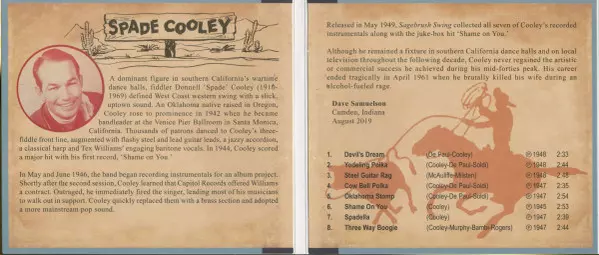 SPADE COOLEY
A dominant figure in southern California's wartime
dance halls, fiddler Donnell 'Spade' Cooley (1918-
1969) defined West Coast western swing with a slick,
uptown sound. An Oklahoma native raised in Oregon,
Cooley rose to prominence in 1942 when he became
bandleader at the Venice Pier Ballroom in Santa Monica,
California. Thousands of patrons danced to Cooley's three-
fiddle front line, augmented with flashy steel and lead guitar leads, a jazzy accordion,
a classical harp and Tex Williams' engaging baritone vocals. In 1944, Cooley scored
a major hit with his first record, 'Shame on You.'
In May and June 1946, the band began recording instrumentals for an album project.
Shortly after the second session, Cooley learned that Capitol Records offered Williams
a contract. Outraged, he immediately fired the singer, leading most of his musicians
to walk out in support. Cooley quickly replaced them with a brass section and adopted
a more mainstream pop sound.
Released in May 1949, Sagebrush Swing collected all seven of Cooley's recorded
instrumentals along with the juke-box hit 'Shame on You.'
Although he remained a fixture in southern California dance halls and on local
television throughout the following decade, Cooley never regained the artistic
or commercial success he achieved during his mid-forties peak. His career
ended tragically in April 1961 when he brutally killed his wife during an
alcohol-fueled rage.
Dave Samuelson
Camden, Indiana
August 2019
1. Devil's Dream (De Paul-Cooley) ℗ 1948 2:33
2. Yodeling Polka (Cooley-De Paul-Soldi) ℗ 1948 2:44
3. Steel Guitar Rag (McAuliffe-Milsten) ℗ 1948 2:48
4. Cow Bell Polka (Cooley-De Paul-Soldi) ℗ 1947 2:35
5. Oklahoma Stomp (Cooley-De Paul-Soldi) ℗ 1947 2:54
6. Shame On You (Cooley) ℗ 1945 2:53
7. Spadella (Cooley) ℗ 1947 2:39
8. Three Way Boogie (Cooley-Murphy-Bamby-Rogers) ℗ 1947 2:44